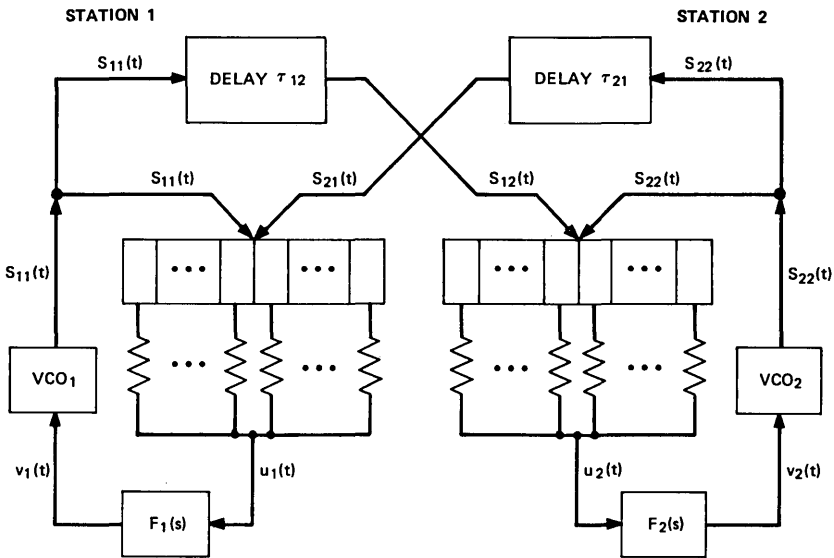 STATION 1
STATION 2
S11(t)
DELAY τ12
DELAY τ21
S22(t)
S11(t)
S21(t)
S12(t)
S22(t)
S11(t)
•••
•••
•••
•••
S22(t)
VCO1
•••
•••
•••
•••
VCO2
v1(t)
u1(t)
u2(t)
v2(t)
F1(s)
F2(s)